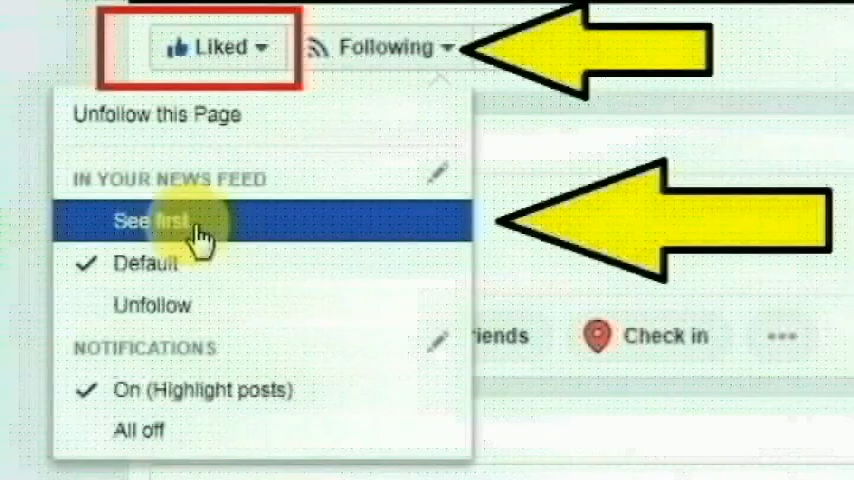 Liked Following
Unfollow this Page
IN YOUR NEWS FEED
See first
Default
Unfollow
riends Check in
NOTIFICATIONS
On (Highlight posts)
All off